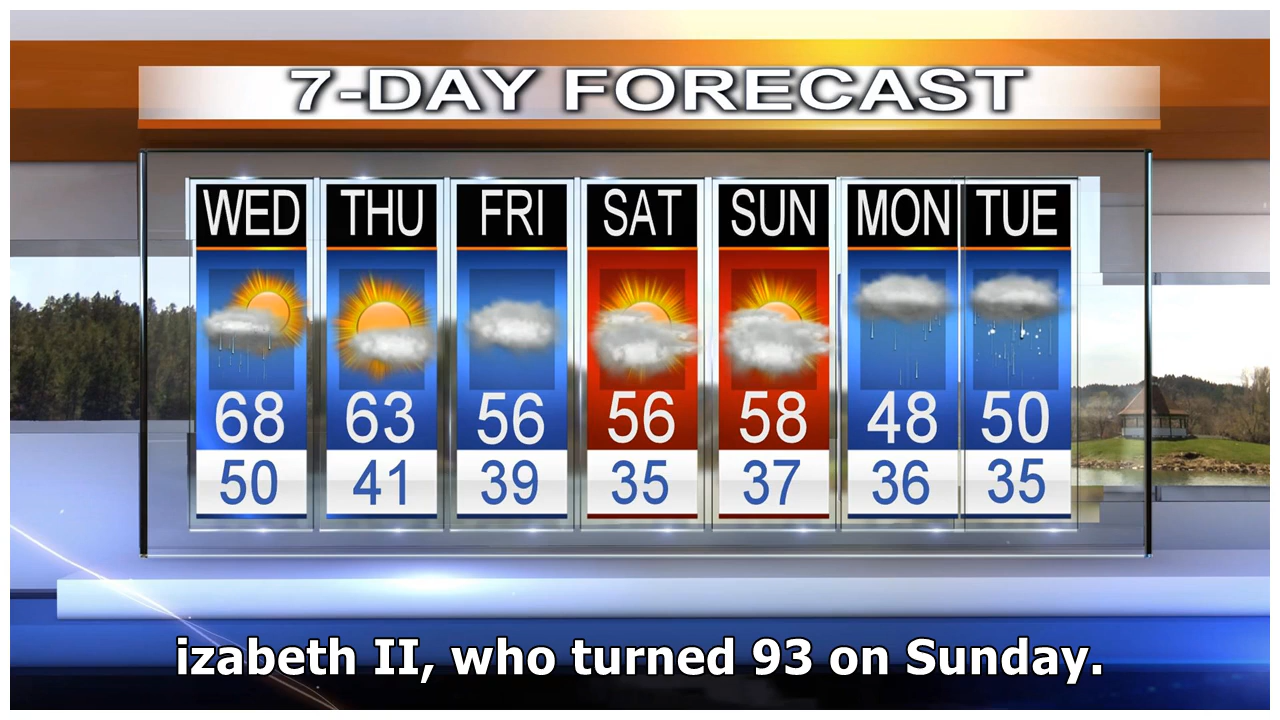 7-DAY FORECAST
WED THU FRI SAT SUN MON TUE
68 63 56 56 58 48 50
50 41 39 35 37 36 35
izabeth II, who turned 93 on Sunday.